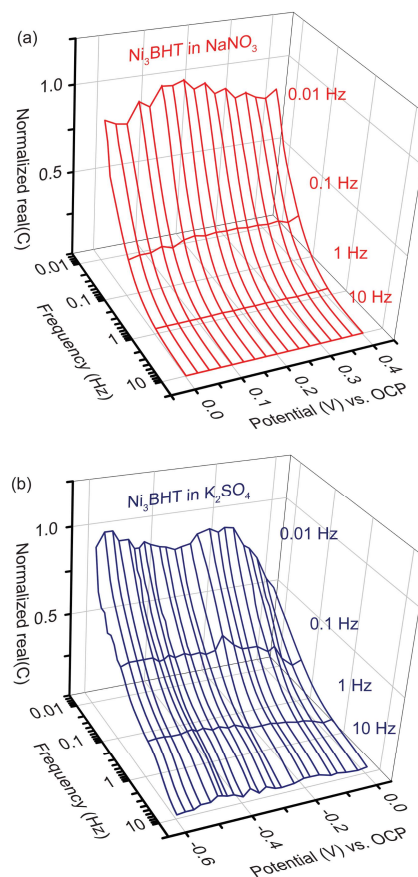 (a)
Ni₃BHT in NaNO₃
1.0
0.5
Normalized real(C)
0.01 Hz
0.1 Hz
1 Hz
10 Hz
0.01
0.1
1
10
Frequency (Hz)
0.0
0.1
0.2
0.3
0.4
Potential (V) vs. OCP
(b)
Ni₃BHT in K₂SO₄
1.0
0.5
Normalized real(C)
0.01 Hz
0.1 Hz
1 Hz
10 Hz
0.01
0.1
1
10
Frequency (Hz)
-0.6
-0.4
-0.2
0.0
Potential (V) vs. OCP